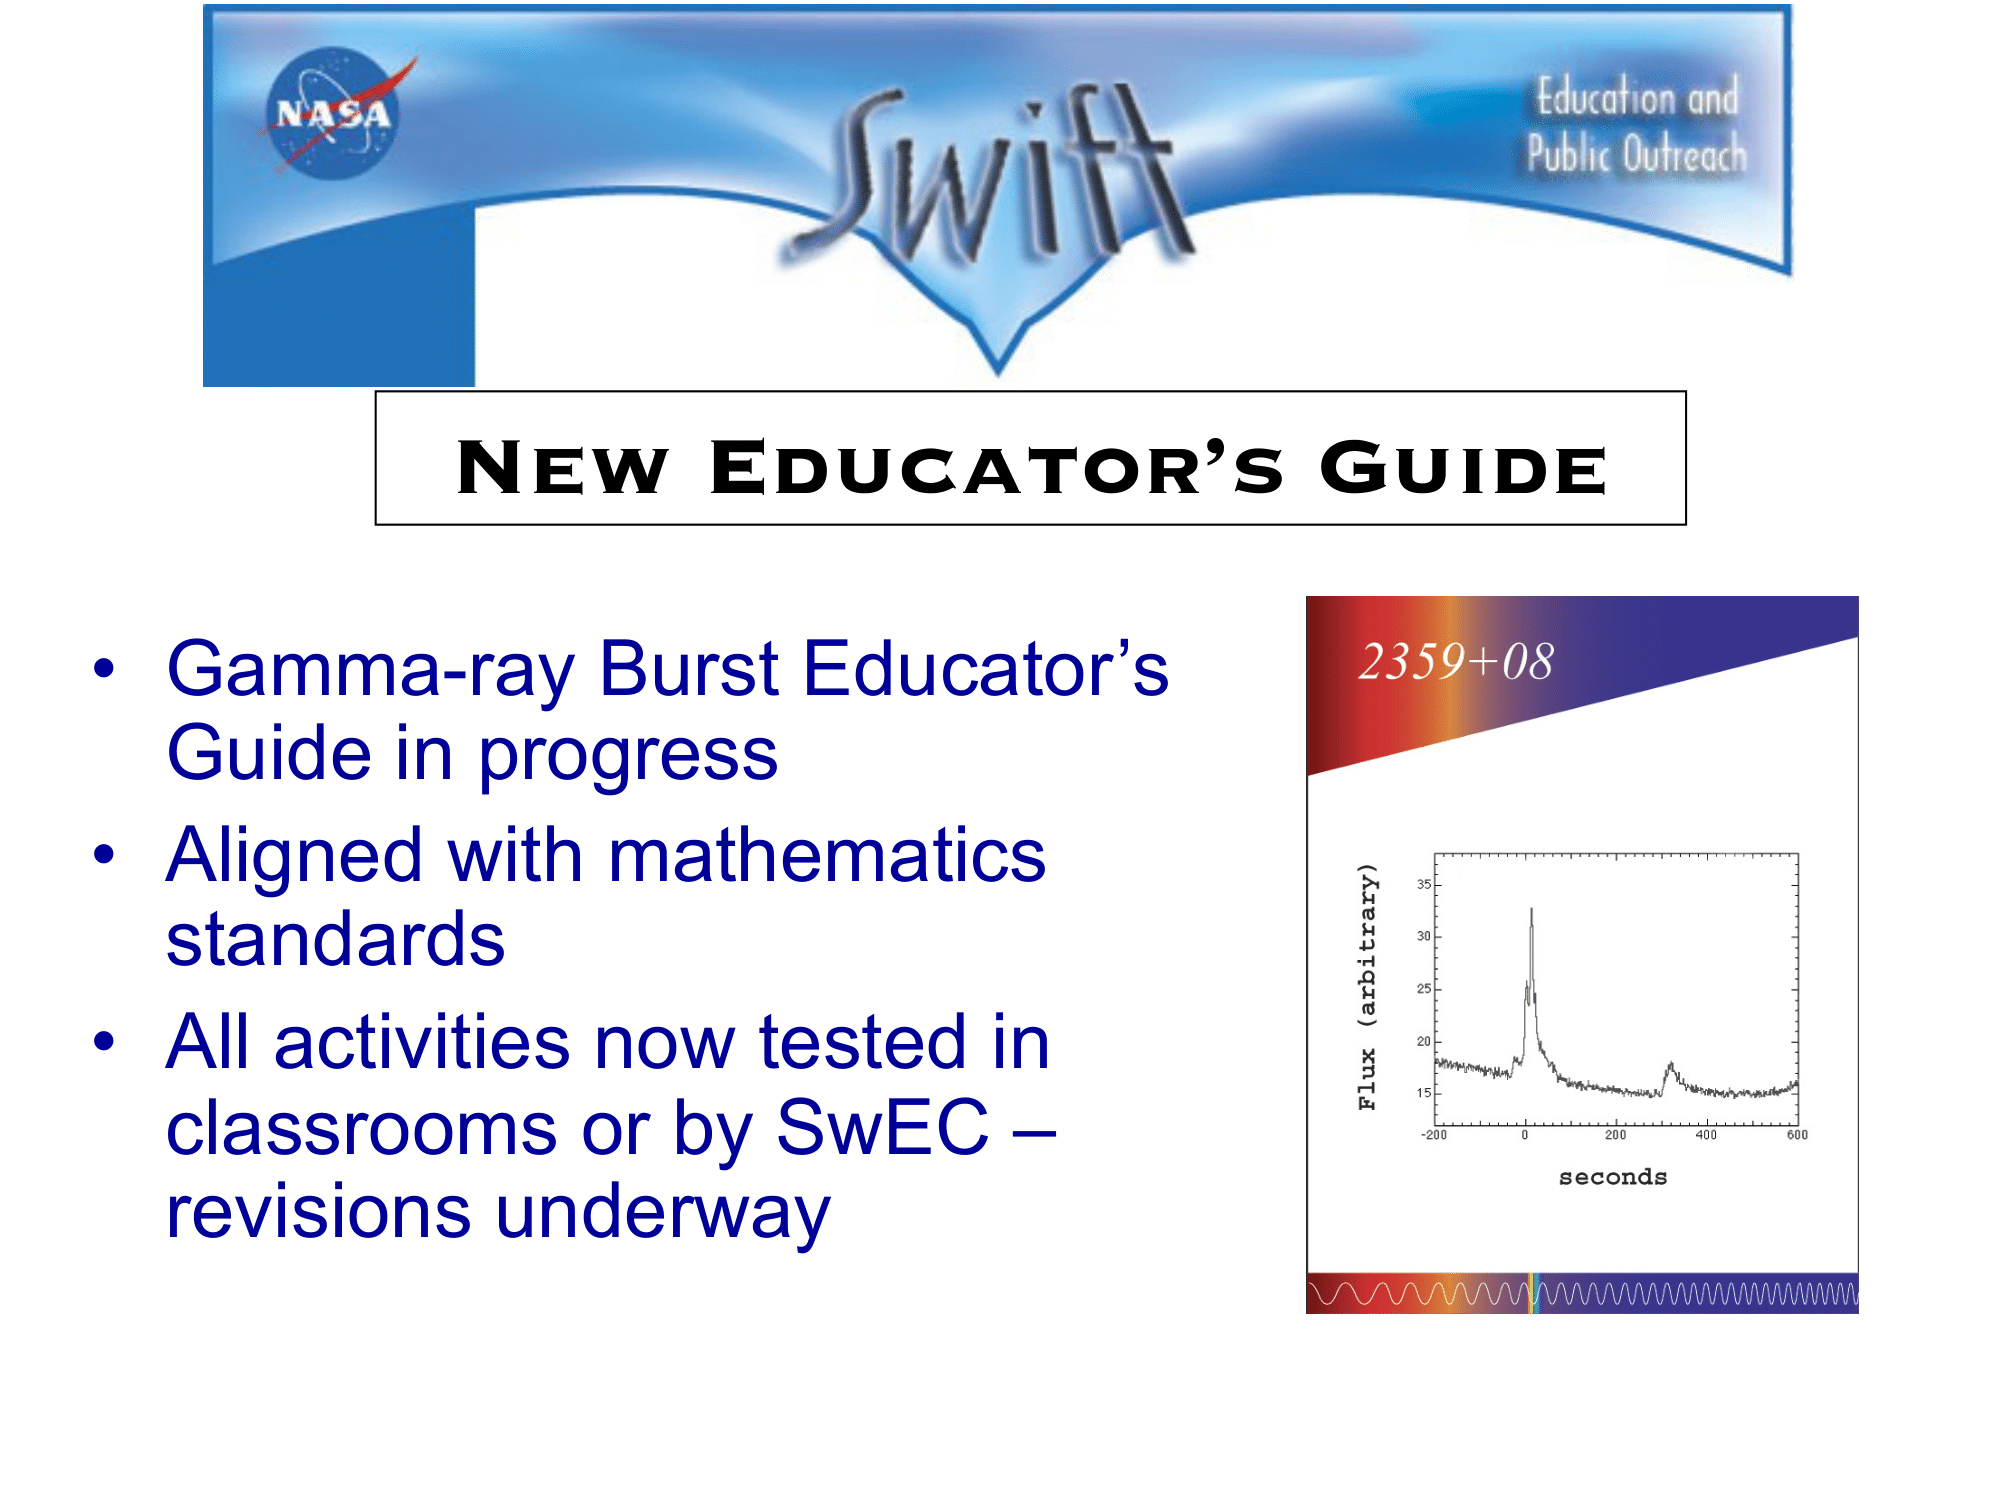 NASA
Swift
Education and
Public Outreach
NEW EDUCATOR’S GUIDE
• Gamma-ray Burst Educator’s
Guide in progress
• Aligned with mathematics
standards
• All activities now tested in
classrooms or by SwEC –
revisions underway
2359+08
Flux (arbitrary)
35
30
25
20
15
-200 0 200 400 600
seconds